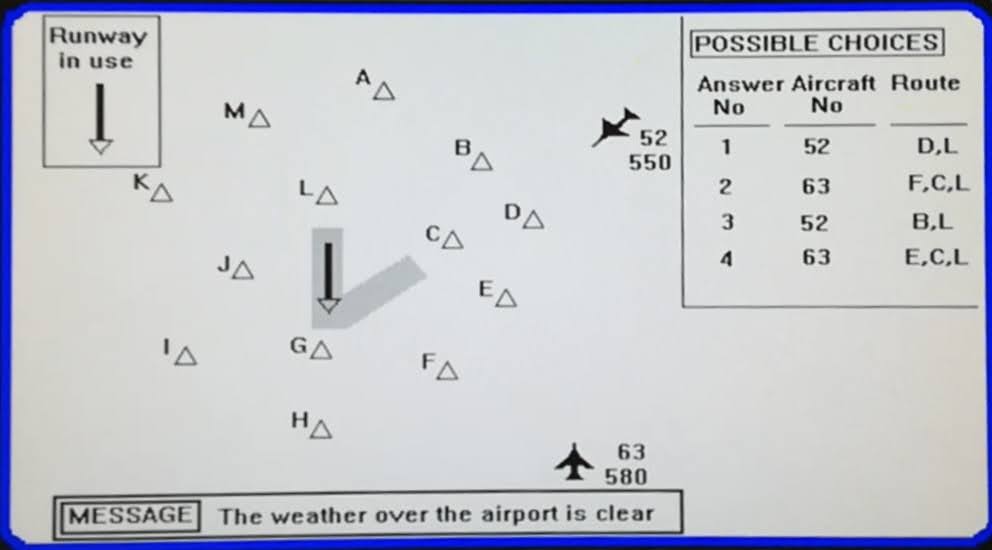 Runway
in use
POSSIBLE CHOICES
Answer Aircraft Route
No No
1 52 D,L
2 63 F,C,L
3 52 B,L
4 63 E,C,L
A
M
B
52
550
K
L
D
C
J
E
I
G
F
H
63
580
MESSAGE The weather over the airport is clear